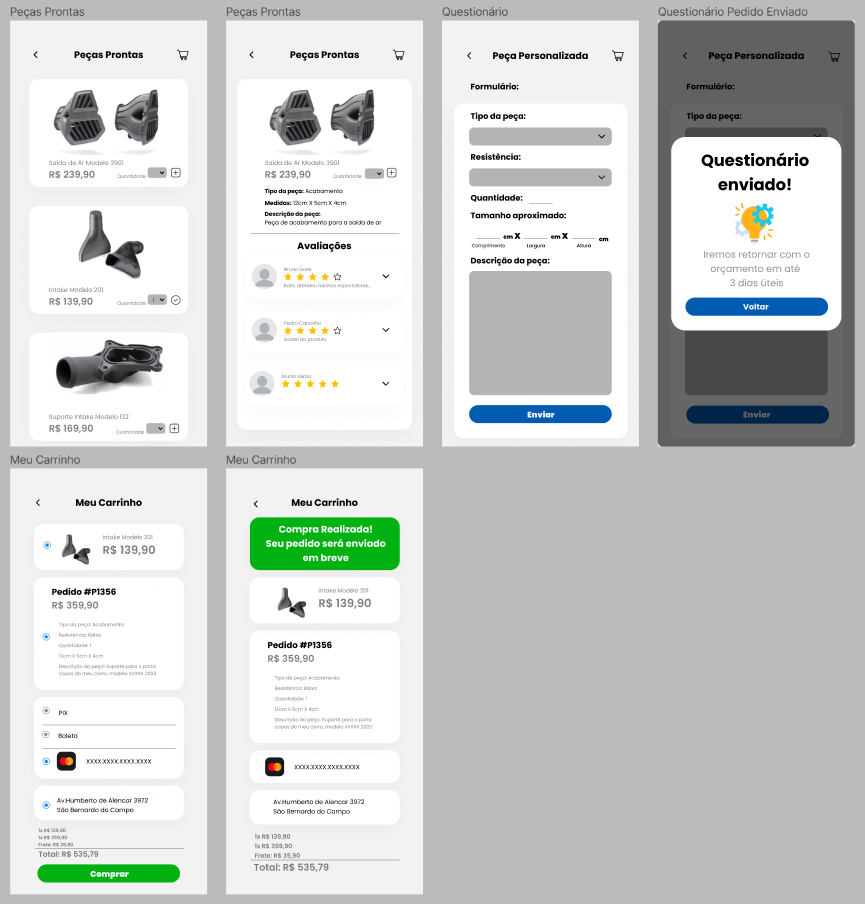 Peças Prontas
Peças Prontas
Saída de Ar Modelo 3901
R$ 239,90
Quantidade
Intake Modelo 201
R$ 139,90
Quantidade
1
Suporte Intake Modelo 132
R$ 169,90
Quantidade
Peças Prontas
Peças Prontas
Saída de Ar Modelo 3901
R$ 239,90
Quantidade
Tipo da peça: Acabamento
Medidas: 12cm X 5cm X 4cm
Descrição da peça:
Peça de acabamento para a saída de ar
Avaliações
Bruno Goes
Bom, atendeu minhas expectativas...
Pedro Cananho
Gostei do produto
Murilo Kenzo
Questionário
Peça Personalizada
Formulário:
Tipo da peça:
Resistência:
Quantidade:
Tamanho aproximado:
cm X cm X cm
Comprimento Largura Altura
Descrição da peça:
Enviar
Questionário Pedido Enviado
Peça Personalizada
Formulário:
Tipo da peça:
Questionário
enviado!
Iremos retornar com o
orçamento em até
3 dias úteis
Voltar
Enviar
Meu Carrinho
Meu Carrinho
Intake Modelo 201
R$ 139,90
Pedido #P1356
R$ 359,90
Tipo da peça: Acabamento
Resistência: Baixa
Quantidade: 1
12cm X 5cm X 4cm
Descrição da peça: Suporte para o porta
copos do meu carro, modelo XXXXX 2023
PIX
Boleto
XXXX.XXXX.XXXX.XXXX
Av.Humberto de Alencar 3972
São Bernardo do Campo
1x R$ 139,90
1x R$ 359,90
Frete: R$ 35,90
Total: R$ 535,79
Comprar
Meu Carrinho
Meu Carrinho
Compra Realizada!
Seu pedido será enviado
em breve
Intake Modelo 201
R$ 139,90
Pedido #P1356
R$ 359,90
Tipo da peça: Acabamento
Resistência: Baixa
Quantidade: 1
12cm X 5cm X 4cm
Descrição da peça: Suporte para o porta
copos do meu carro, modelo XXXXX 2023
XXXX.XXXX.XXXX.XXXX
Av.Humberto de Alencar 3972
São Bernardo do Campo
1x R$ 139,90
1x R$ 359,90
Frete: R$ 35,90
Total: R$ 535,79